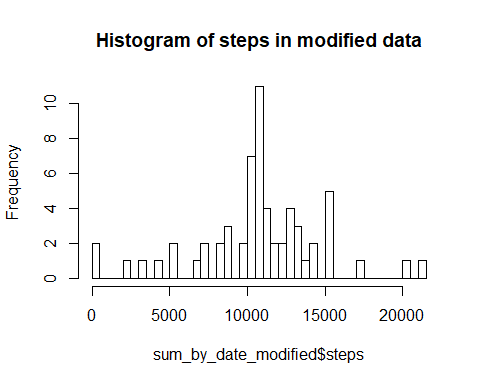 Histogram of steps in modified data
Frequency
10
8
6
4
2
0
0 5000 10000 15000 20000
sum_by_date_modified$steps